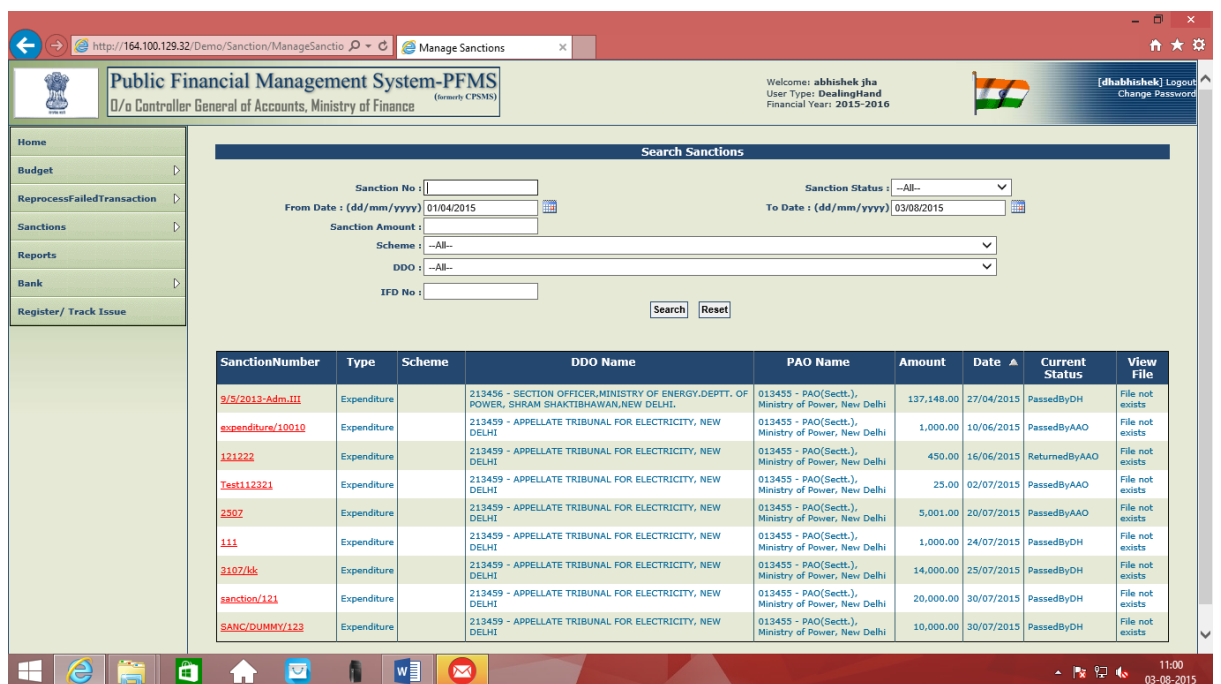 http://164.100.129.32/Demo/Sanction/ManageSanctio
Manage Sanctions
Public Financial Management System-PFMS
(formerly CPSMS)
O/o Controller General of Accounts, Ministry of Finance
Welcome: abhishek jha
User Type: DealingHand
Financial Year: 2015-2016
[dhabhishek] Logout
Change Password
Home
Budget
ReprocessFailedTransaction
Sanctions
Reports
Bank
Register/ Track Issue
Search Sanctions
Sanction No :
Sanction Status : --All--
From Date : (dd/mm/yyyy) 01/04/2015
To Date : (dd/mm/yyyy) 03/08/2015
Sanction Amount :
Scheme : --All--
DDO : --All--
IFD No :
Search Reset
SanctionNumber Type Scheme DDO Name PAO Name Amount Date Current Status View File
9/5/2013-Adm.III Expenditure 213456 - SECTION OFFICER,MINISTRY OF ENERGY.DEPTT. OF POWER, SHRAM SHAKTIBHAWAN,NEW DELHI. 013455 - PAO(Sectt.), Ministry of Power, New Delhi 137,148.00 27/04/2015 PassedByDH File not exists
expenditure/10010 Expenditure 213459 - APPELLATE TRIBUNAL FOR ELECTRICITY, NEW DELHI 013455 - PAO(Sectt.), Ministry of Power, New Delhi 1,000.00 10/06/2015 PassedByAAO File not exists
121222 Expenditure 213459 - APPELLATE TRIBUNAL FOR ELECTRICITY, NEW DELHI 013455 - PAO(Sectt.), Ministry of Power, New Delhi 450.00 16/06/2015 ReturnedByAAO File not exists
Test112321 Expenditure 213459 - APPELLATE TRIBUNAL FOR ELECTRICITY, NEW DELHI 013455 - PAO(Sectt.), Ministry of Power, New Delhi 25.00 02/07/2015 PassedByAAO File not exists
2507 Expenditure 213459 - APPELLATE TRIBUNAL FOR ELECTRICITY, NEW DELHI 013455 - PAO(Sectt.), Ministry of Power, New Delhi 5,001.00 20/07/2015 PassedByAAO File not exists
111 Expenditure 213459 - APPELLATE TRIBUNAL FOR ELECTRICITY, NEW DELHI 013455 - PAO(Sectt.), Ministry of Power, New Delhi 1,000.00 24/07/2015 PassedByDH File not exists
3107/kk Expenditure 213459 - APPELLATE TRIBUNAL FOR ELECTRICITY, NEW DELHI 013455 - PAO(Sectt.), Ministry of Power, New Delhi 14,000.00 25/07/2015 PassedByDH File not exists
sanction/121 Expenditure 213459 - APPELLATE TRIBUNAL FOR ELECTRICITY, NEW DELHI 013455 - PAO(Sectt.), Ministry of Power, New Delhi 20,000.00 30/07/2015 PassedByDH File not exists
SANC/DUMMY/123 Expenditure 213459 - APPELLATE TRIBUNAL FOR ELECTRICITY, NEW DELHI 013455 - PAO(Sectt.), Ministry of Power, New Delhi 10,000.00 30/07/2015 PassedByDH File not exists
11:00
03-08-2015